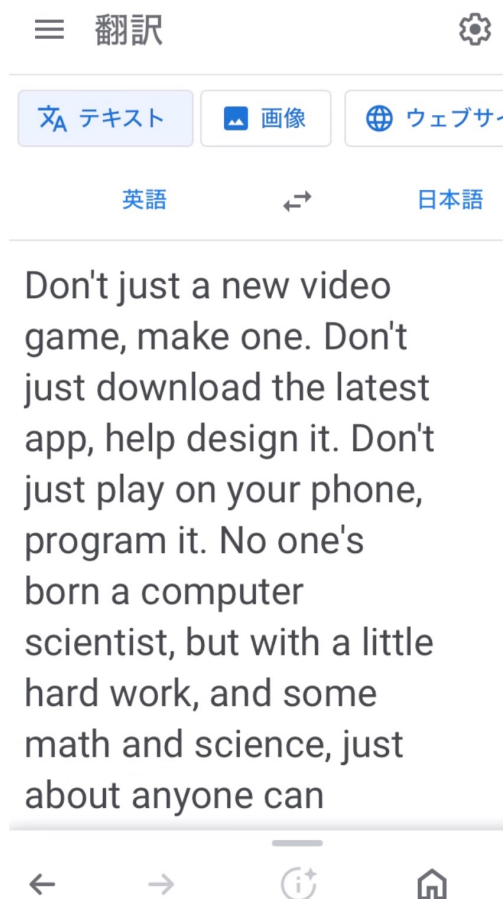 翻訳
テキスト
画像
ウェブサイ
英語
日本語
Don't just a new video
game, make one. Don't
just download the latest
app, help design it. Don't
just play on your phone,
program it. No one's
born a computer
scientist, but with a little
hard work, and some
math and science, just
about anyone can